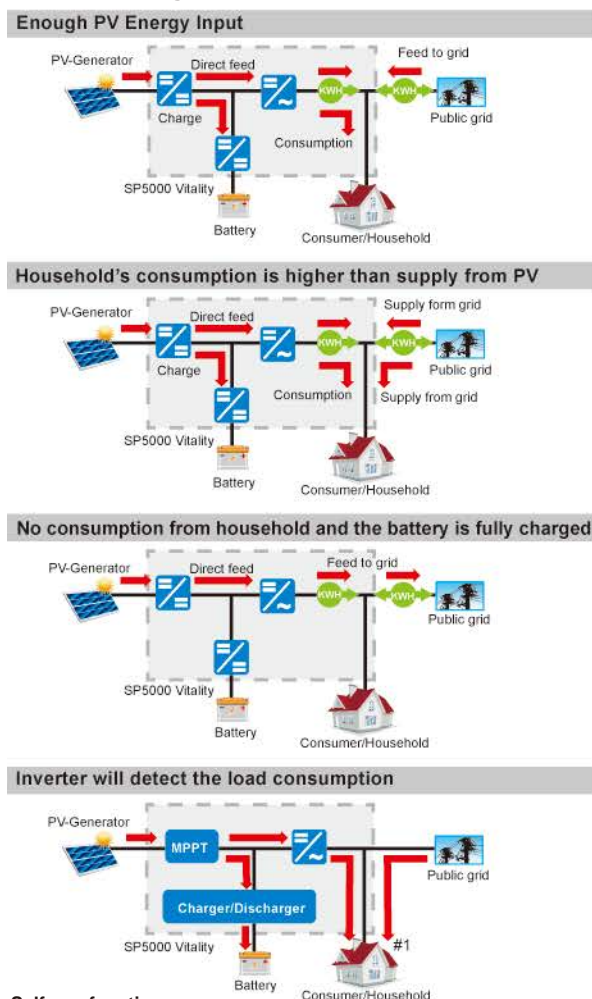 Enough PV Energy Input
PV-Generator
Direct feed
Feed to grid
KWH
KWH
Charge
Public grid
Consumption
SP5000 Vitality
Battery
Consumer/Household
Household's consumption is higher than supply from PV
PV-Generator
Direct feed
Supply form grid
KWH
KWH
Charge
Public grid
Consumption
Supply from grid
SP5000 Vitality
Battery
Consumer/Household
No consumption from household and the battery is fully charged
PV-Generator
Direct feed
Feed to grid
KWH
KWH
Public grid
SP5000 Vitality
Battery
Consumer/Household
Inverter will detect the load consumption
PV-Generator
MPPT
Public grid
Charger/Discharger
SP5000 Vitality
#1
Battery
Consumer/Household